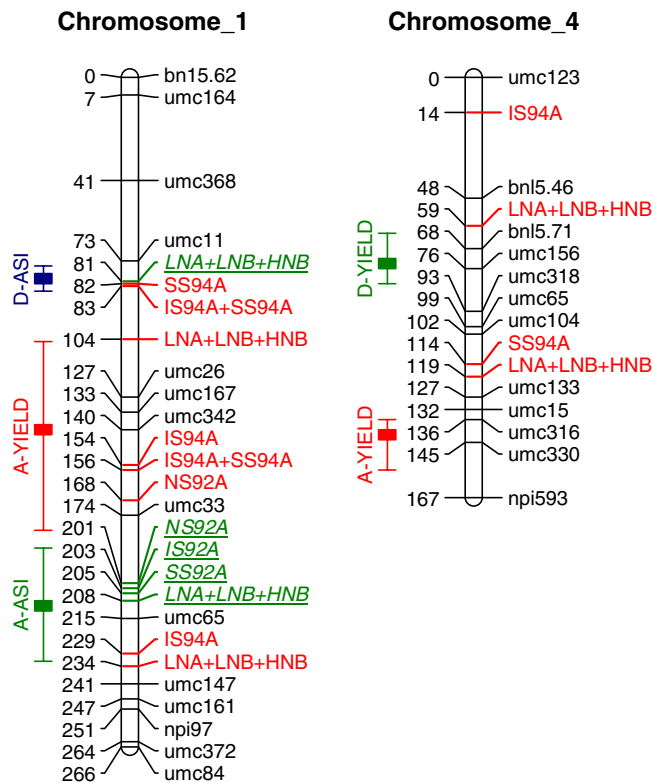 Chromosome_1
0 bn15.62
7 umc164
41 umc368
73 umc11
81 LNA+LNB+HNB
82 SS94A
83 IS94A+SS94A
104 LNA+LNB+HNB
127 umc26
133 umc167
140 umc342
154 IS94A
156 IS94A+SS94A
168 NS92A
174 umc33
201 NS92A
203 IS92A
205 SS92A
208 LNA+LNB+HNB
215 umc65
229 IS94A
234 LNA+LNB+HNB
241 umc147
247 umc161
251 npi97
264 umc372
266 umc84
D-ASI
A-YIELD
A-ASI
Chromosome_4
0 umc123
14 IS94A
48 bnl5.46
59 LNA+LNB+HNB
68 bnl5.71
76 umc156
93 umc318
99 umc65
102 umc104
114 SS94A
119 LNA+LNB+HNB
127 umc133
132 umc15
136 umc316
145 umc330
167 npi593
D-YIELD
A-YIELD